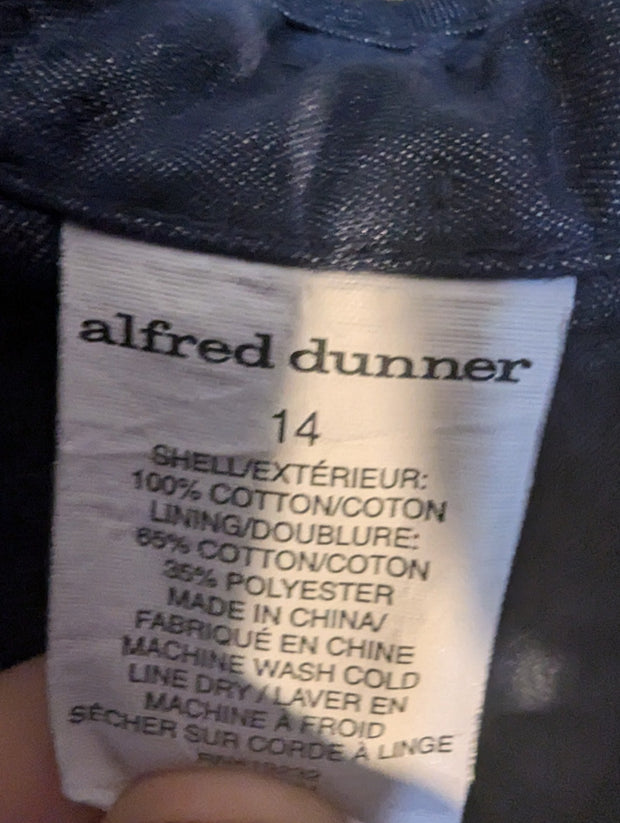 alfred dunner
14
SHELL/EXTÉRIEUR:
100% COTTON/COTON
LINING/DOUBLURE:
65% COTTON/COTON
35% POLYESTER
MADE IN CHINA/
FABRIQUÉ EN CHINE
MACHINE WASH COLD
LINE DRY / LAVER EN
MACHINE À FROID
SÉCHER SUR CORDE À LINGE